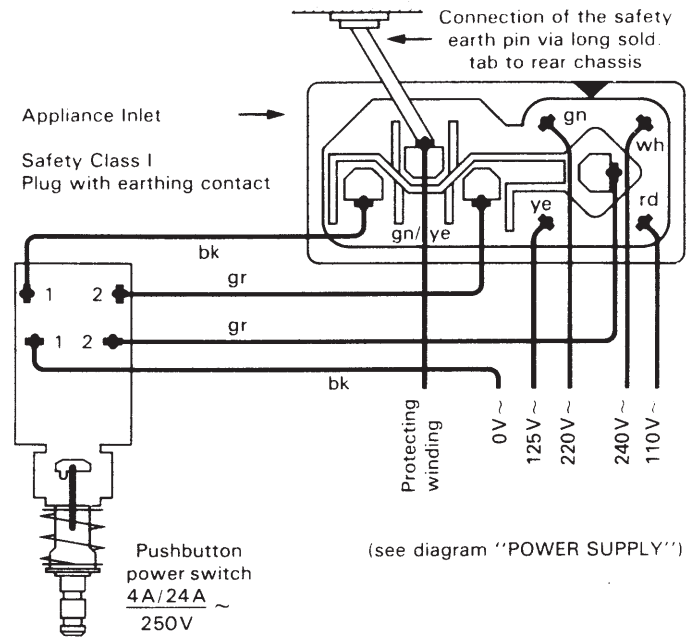 Connection of the safety
earth pin via long sold.
tab to rear chassis
Appliance Inlet
Safety Class I
Plug with earthing contact
gn
wh
ye
rd
gn/ye
bk
gr
1 2
gr
1 2
bk
Protecting
winding
0V~
125V~
220V~
240V~
110V~
(see diagram "POWER SUPPLY")
Pushbutton
power switch
4A/24A ~
250V